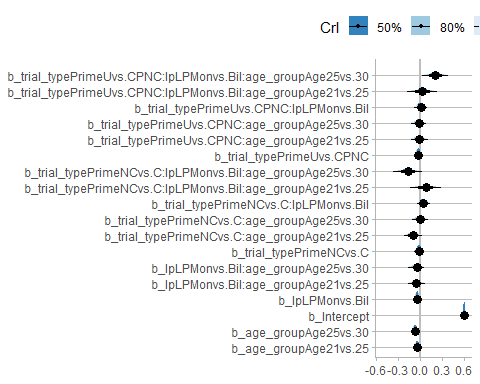 CrI 50% 80%
b_trial_typePrimeUvs.CPNC:lpLPMonvs.Bil:age_groupAge25vs.30
b_trial_typePrimeUvs.CPNC:lpLPMonvs.Bil:age_groupAge21vs.25
b_trial_typePrimeUvs.CPNC:lpLPMonvs.Bil
b_trial_typePrimeUvs.CPNC:age_groupAge25vs.30
b_trial_typePrimeUvs.CPNC:age_groupAge21vs.25
b_trial_typePrimeUvs.CPNC
b_trial_typePrimeNCvs.C:lpLPMonvs.Bil:age_groupAge25vs.30
b_trial_typePrimeNCvs.C:lpLPMonvs.Bil:age_groupAge21vs.25
b_trial_typePrimeNCvs.C:lpLPMonvs.Bil
b_trial_typePrimeNCvs.C:age_groupAge25vs.30
b_trial_typePrimeNCvs.C:age_groupAge21vs.25
b_trial_typePrimeNCvs.C
b_lpLPMonvs.Bil:age_groupAge25vs.30
b_lpLPMonvs.Bil:age_groupAge21vs.25
b_lpLPMonvs.Bil
b_Intercept
b_age_groupAge25vs.30
b_age_groupAge21vs.25
-0.6 -0.3 0.0 0.3 0.6